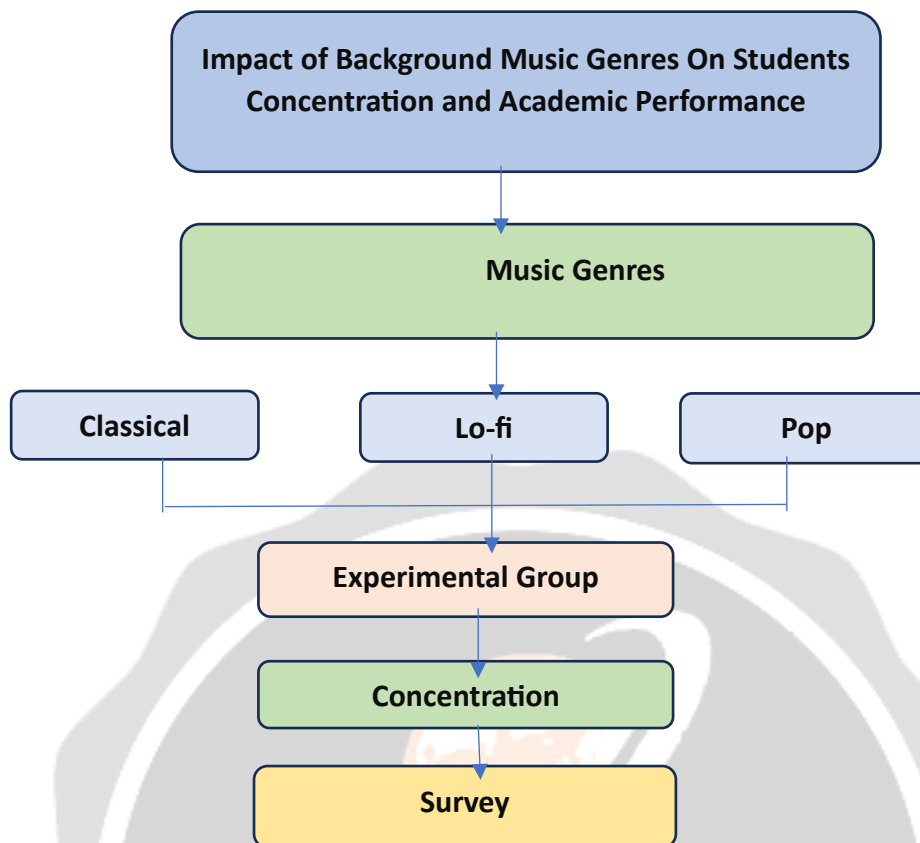 Impact of Background Music Genres On Students
Concentration and Academic Performance
Music Genres
Classical
Lo-fi
Pop
Experimental Group
Concentration
Survey